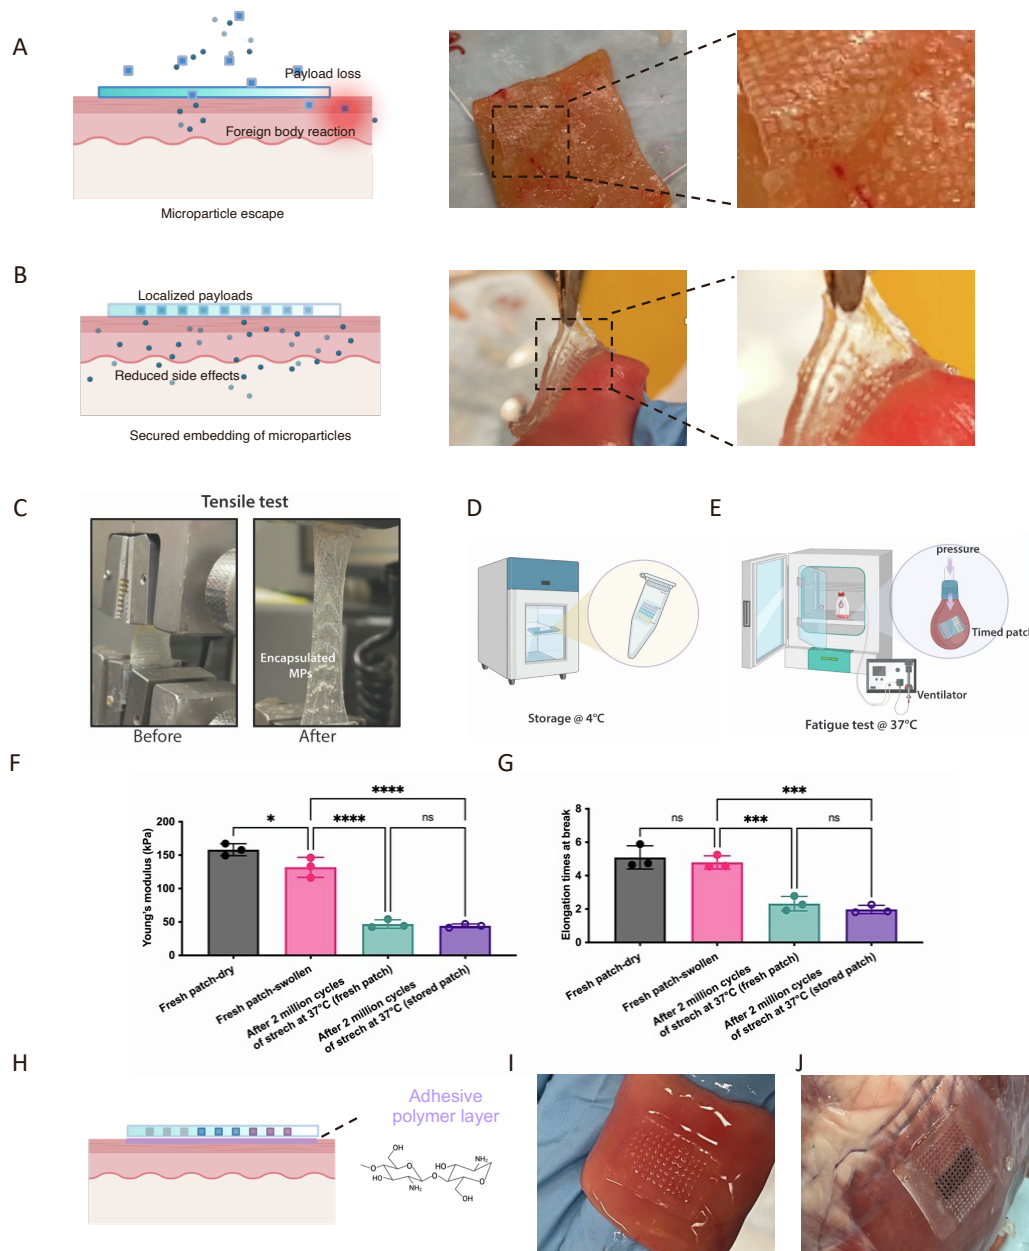 A
Payload loss
Foreign body reaction
Microparticle escape
B
Localized payloads
Reduced side effects
Secured embedding of microparticles
C
Tensile test
Encapsulated
MPs
Before
After
D
Storage @ 4°C
E
pressure
Timed patch
Ventilator
Fatigue test @ 37°C
F
****
*
****
ns
Young's modulus (kPa)
200
150
100
50
0
Fresh patch-dry
Fresh patch-swollen
After 2 million cycles
of strech at 37°C (fresh patch)
After 2 million cycles
of strech at 37°C (stored patch)
G
***
ns
***
ns
Elongation times at break
8
6
4
2
0
Fresh patch-dry
Fresh patch-swollen
After 2 million cycles
of strech at 37°C (fresh patch)
After 2 million cycles
of strech at 37°C (stored patch)
H
Adhesive
polymer layer
OH
O
HO
NH₂
O
HO
NH₂
O
OH
I
J